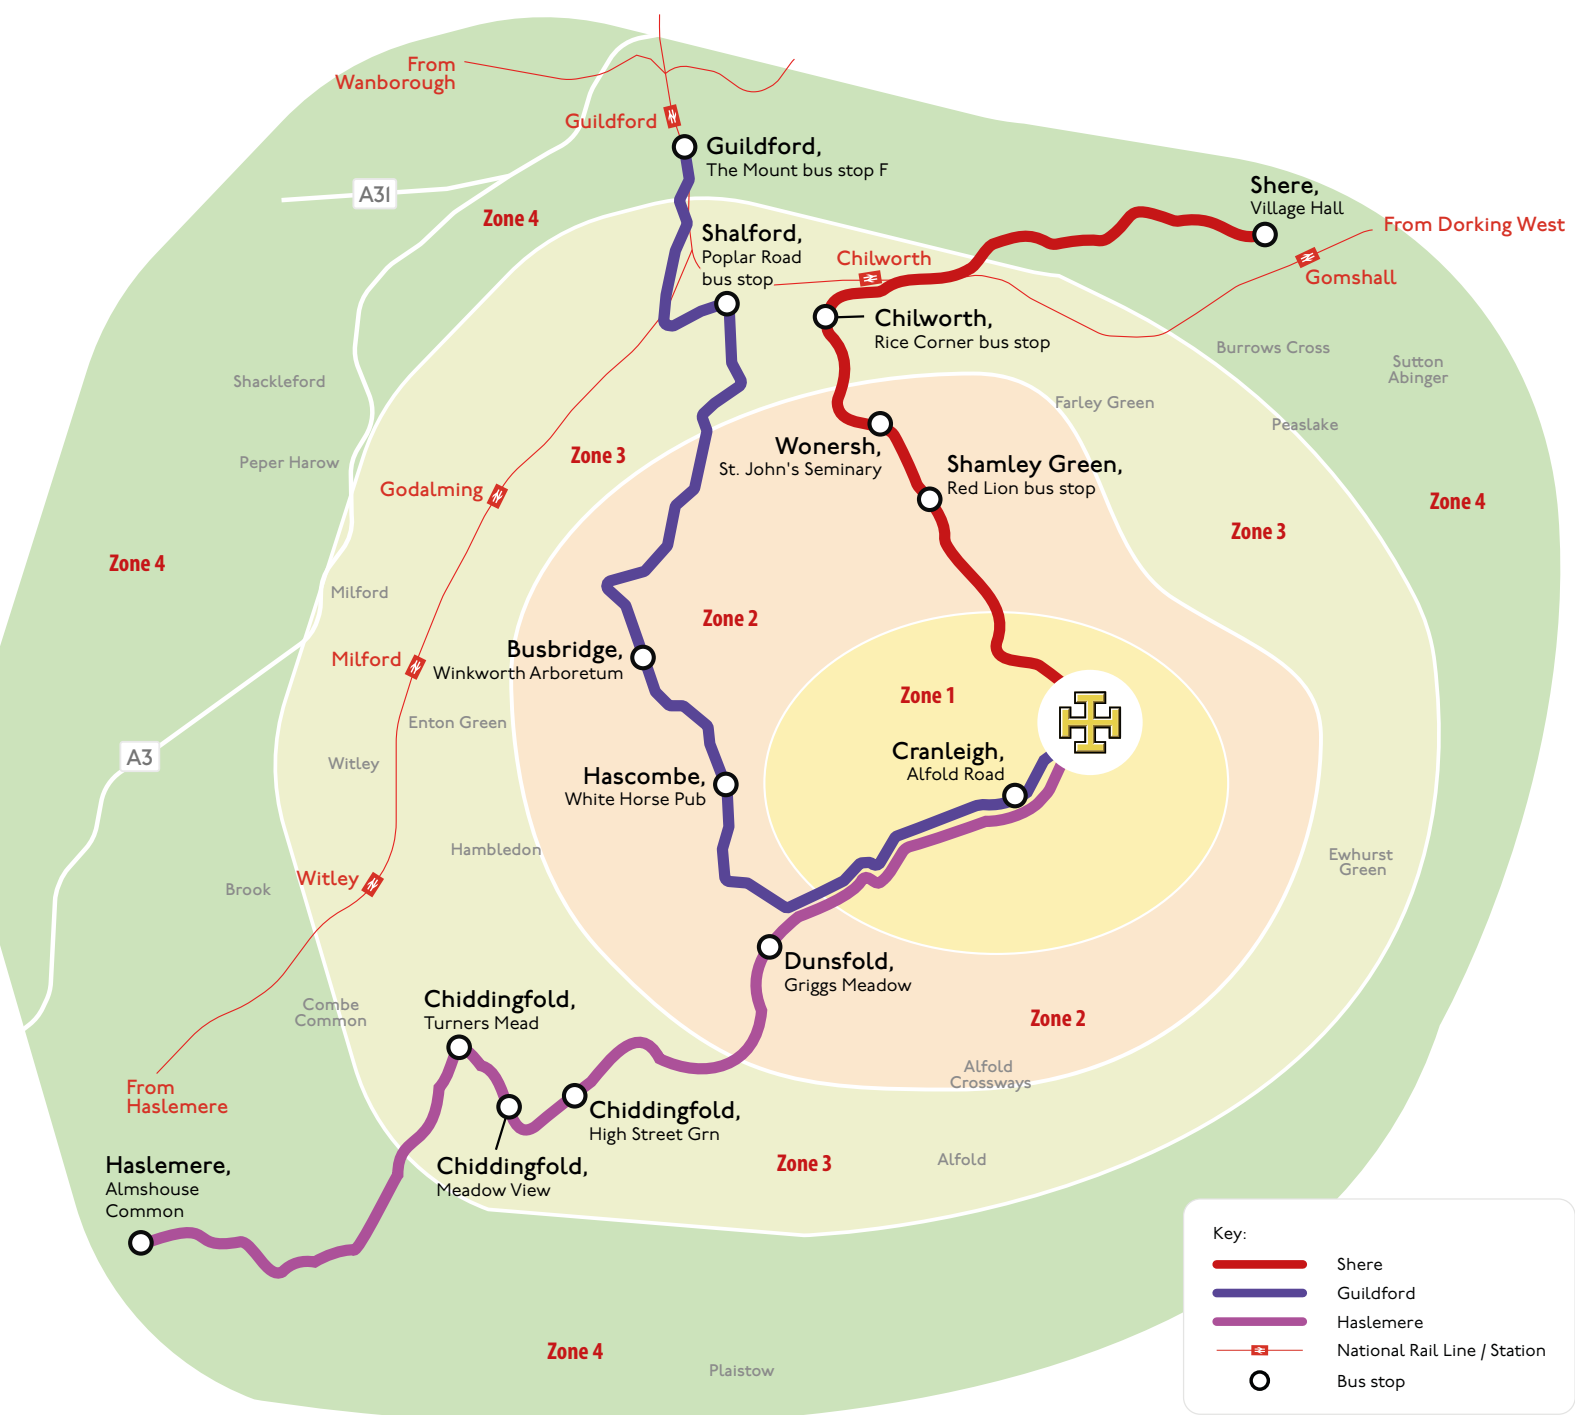 From
Wanborough
Guildford
Guildford,
The Mount bus stop F
A31
Zone 4
Shere,
Village Hall
From Dorking West
Shalford,
Poplar Road
bus stop
Chilworth
Gomshall
Chilworth,
Rice Corner bus stop
Burrows Cross
Sutton
Abinger
Shackleford
Farley Green
Peaslake
Zone 3
Wonersh,
St. John's Seminary
Peper Harow
Shamley Green,
Red Lion bus stop
Godalming
Zone 4
Zone 3
Zone 4
Milford
Zone 2
Busbridge,
Winkworth Arboretum
Milford
Zone 1
Enton Green
A3
Witley
Cranleigh,
Alfold Road
Hascombe,
White Horse Pub
Hambledon
Ewhurst
Green
Witley
Brook
Dunsfold,
Griggs Meadow
Chiddingfold,
Turners Mead
Combe
Common
Zone 2
Alfold
Crossways
From
Haslemere
Chiddingfold,
High Street Grn
Haslemere,
Almshouse
Common
Chiddingfold,
Meadow View
Zone 3
Alfold
Key:
Shere
Guildford
Haslemere
National Rail Line / Station
Bus stop
Zone 4
Plaistow